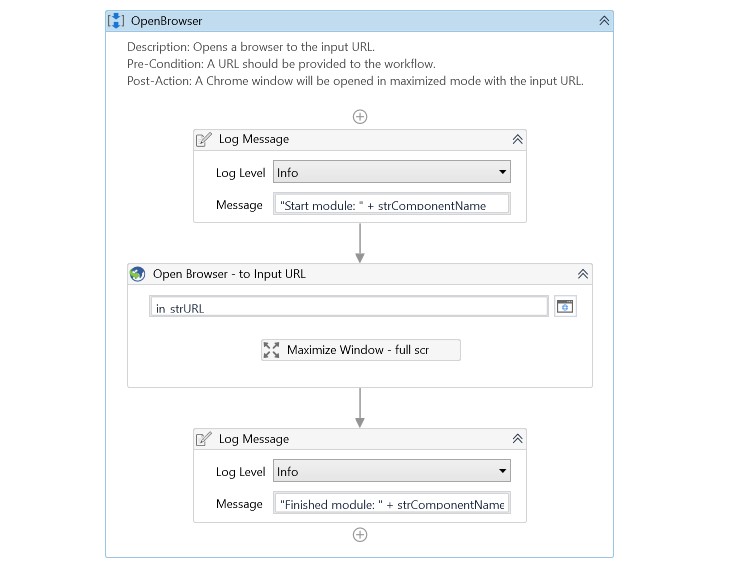 OpenBrowser
Description: Opens a browser to the input URL.
Pre-Condition: A URL should be provided to the workflow.
Post-Action: A Chrome window will be opened in maximized mode with the input URL.
Log Message
Log Level Info
Message "Start module: " + strComponentName
Open Browser - to Input URL
in_strURL
Maximize Window - full scr
Log Message
Log Level Info
Message "Finished module: " + strComponentName